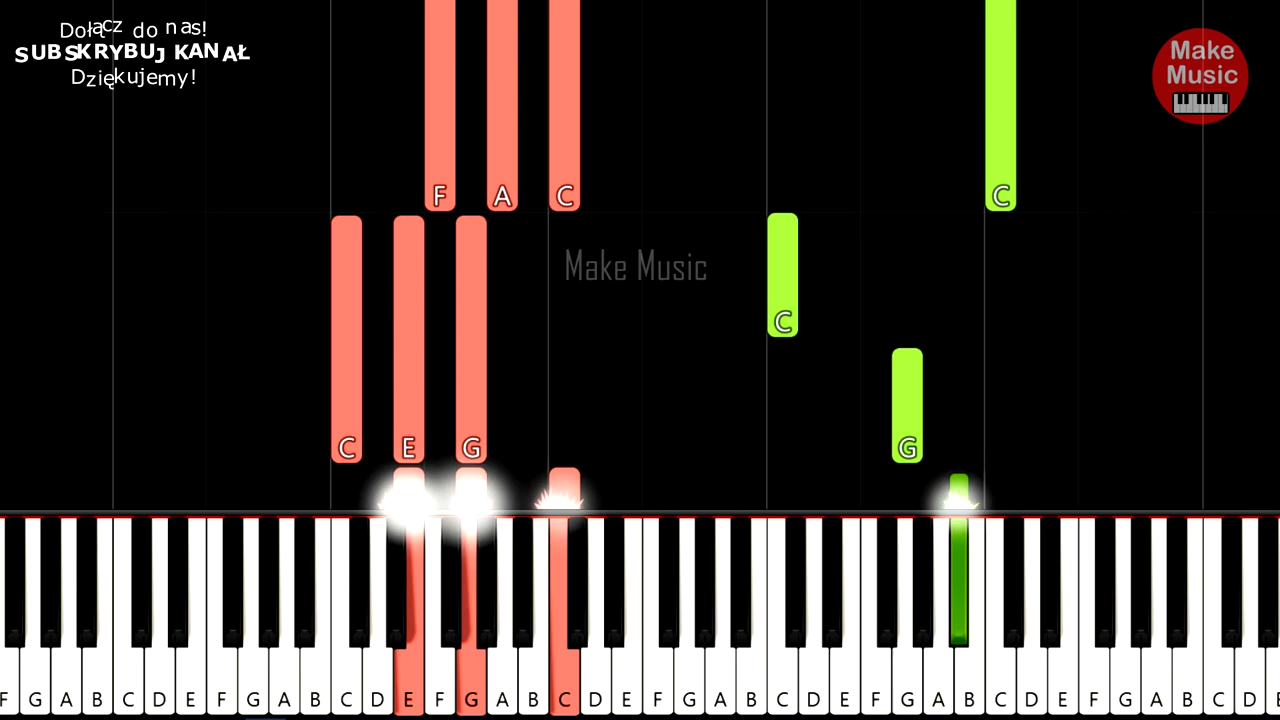 Dołącz do nas!
SUBSKRYBUJ KANAŁ
Dziękujemy!
Make
Music
F A C C
Make Music
C
C E G G
F G A B C D E F G A B C D E F G A B C D E F G A B C D E F G A B C D E F G A B C D